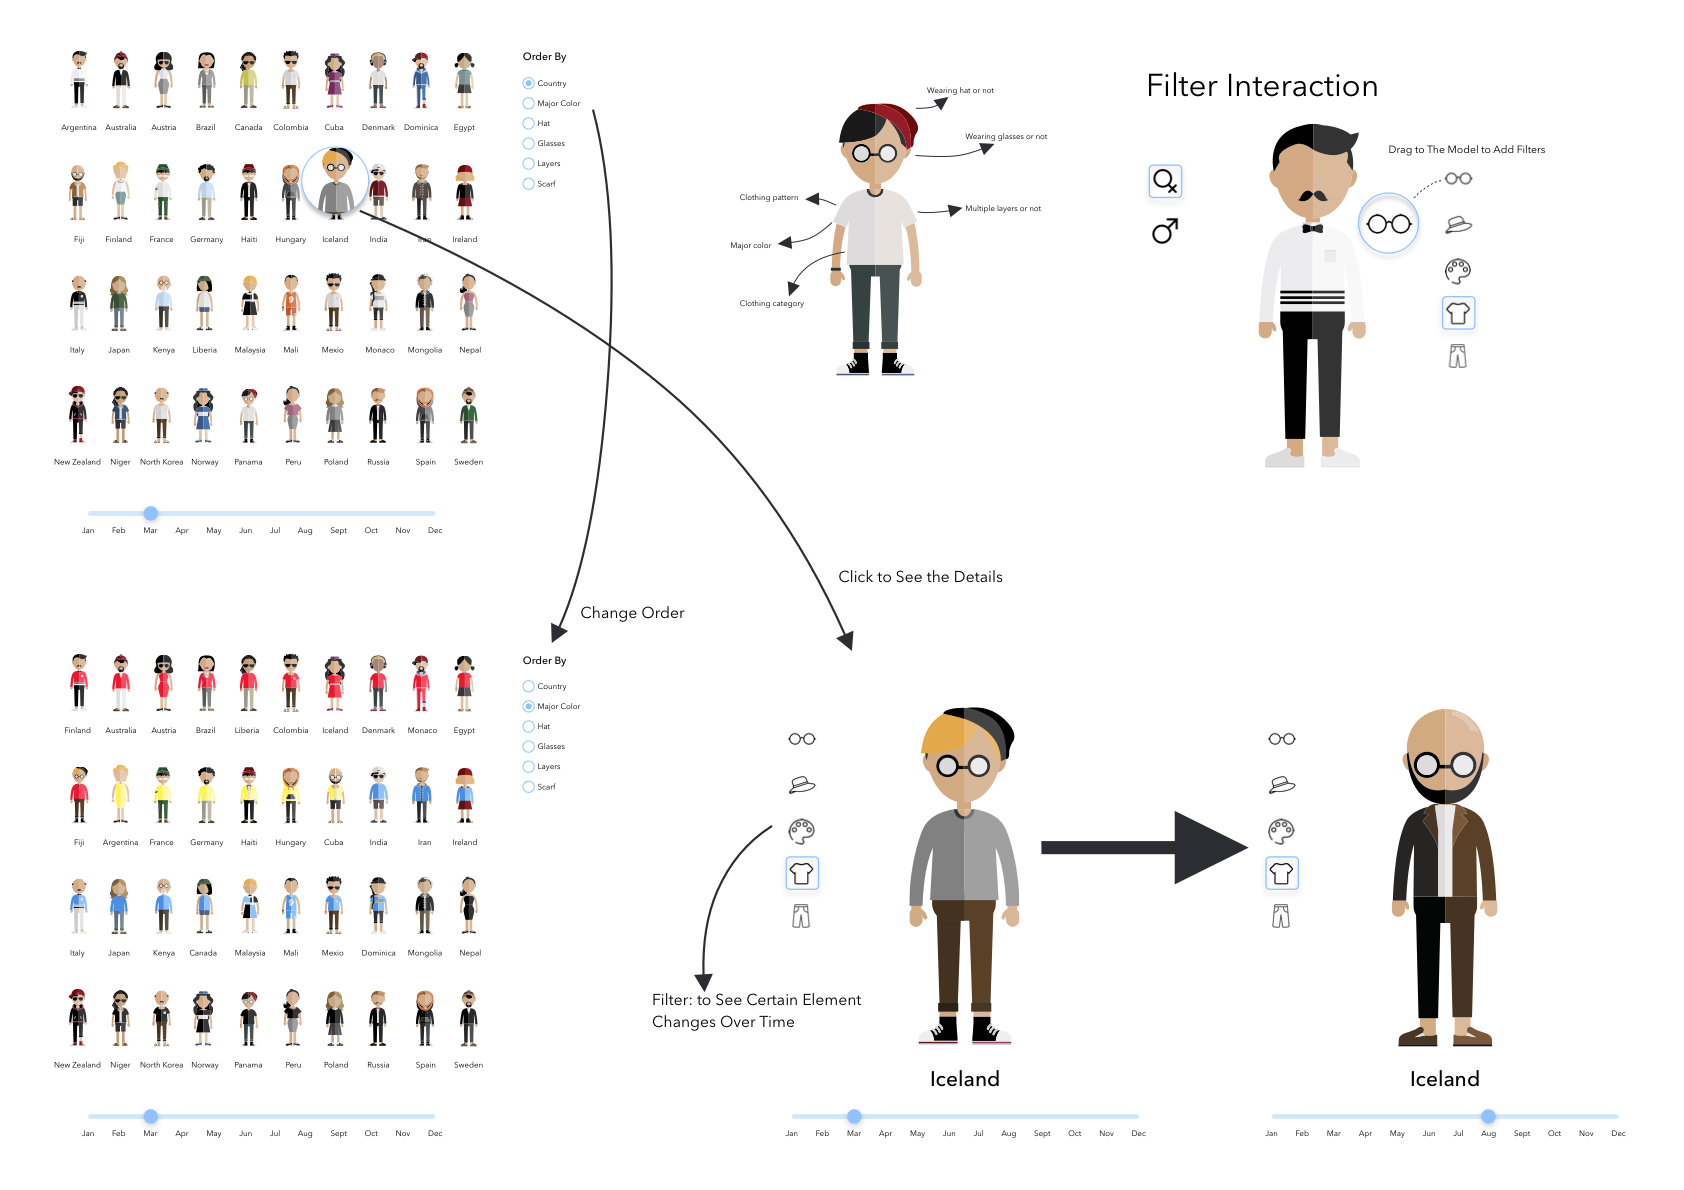 Order By
Country
Major Color
Hat
Glasses
Layers
Scarf
Argentina Australia Austria Brazil Canada Colombia Cuba Denmark Dominica Egypt
Fiji Finland France Germany Haiti Hungary Iceland India Iran Ireland
Italy Japan Kenya Liberia Malaysia Mali Mexio Monaco Mongolia Nepal
New Zealand Niger North Korea Norway Panama Peru Poland Russia Spain Sweden
Jan Feb Mar Apr May Jun Jul Aug Sept Oct Nov Dec
Wearing hat or not
Wearing glasses or not
Clothing pattern
Multiple layers or not
Major color
Clothing category
Filter Interaction
Drag to The Model to Add Filters
Click to See the Details
Change Order
Order By
Country
Major Color
Hat
Glasses
Layers
Scarf
Finland Australia Austria Brazil Liberia Colombia Iceland Denmark Monaco Egypt
Fiji Argentina France Germany Haiti Hungary Cuba India Iran Ireland
Italy Japan Kenya Canada Malaysia Mali Mexio Dominica Mongolia Nepal
New Zealand Niger North Korea Norway Panama Peru Poland Russia Spain Sweden
Jan Feb Mar Apr May Jun Jul Aug Sept Oct Nov Dec
Filter: to See Certain Element
Changes Over Time
Iceland
Jan Feb Mar Apr May Jun Jul Aug Sept Oct Nov Dec
Iceland
Jan Feb Mar Apr May Jun Jul Aug Sept Oct Nov Dec